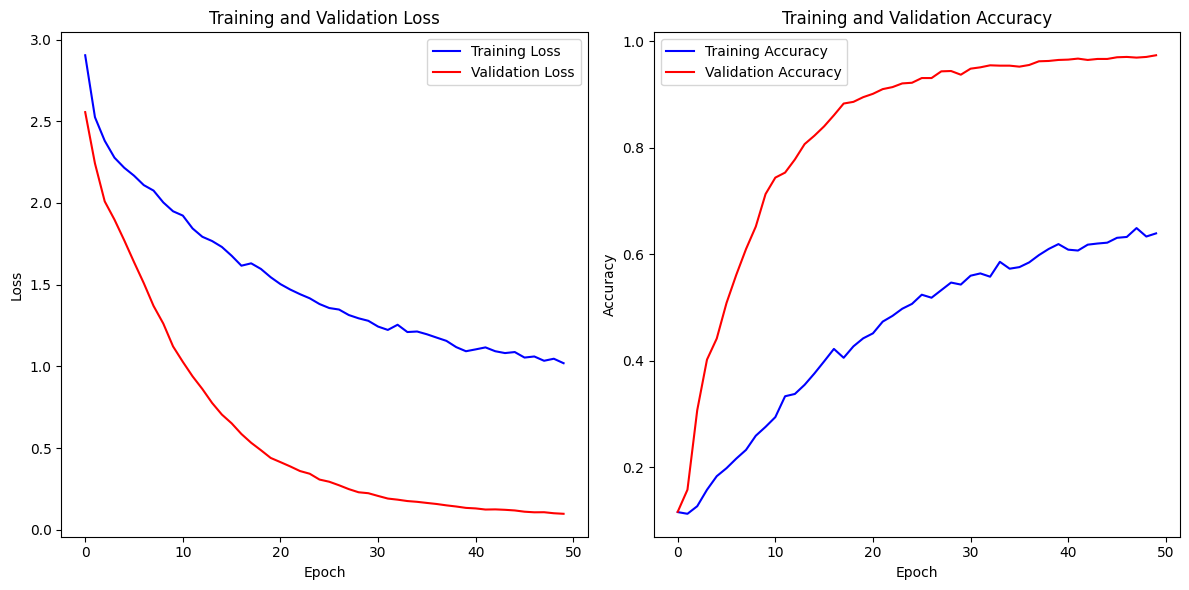 Training and Validation Loss
Training Loss
Validation Loss
3.0
2.5
2.0
1.5
1.0
0.5
0.0
Loss
0
10
20
30
40
50
Epoch
Training and Validation Accuracy
Training Accuracy
Validation Accuracy
1.0
0.8
0.6
0.4
0.2
Accuracy
0
10
20
30
40
50
Epoch